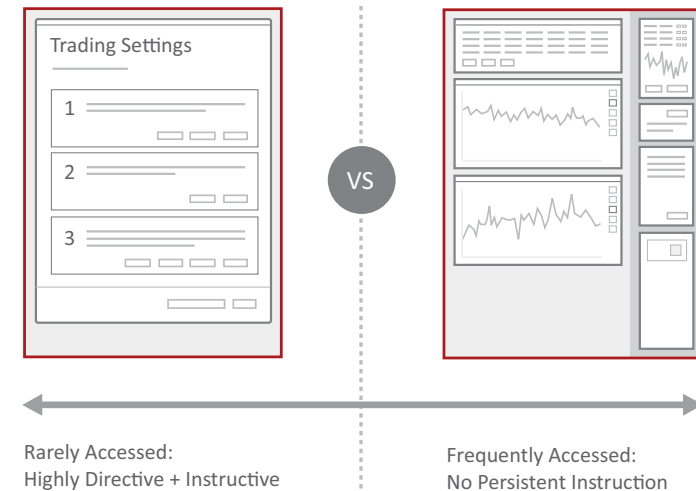 Trading Settings
1
2
3
VS
Rarely Accessed:
Highly Directive + Instructive
Frequently Accessed:
No Persistent Instruction